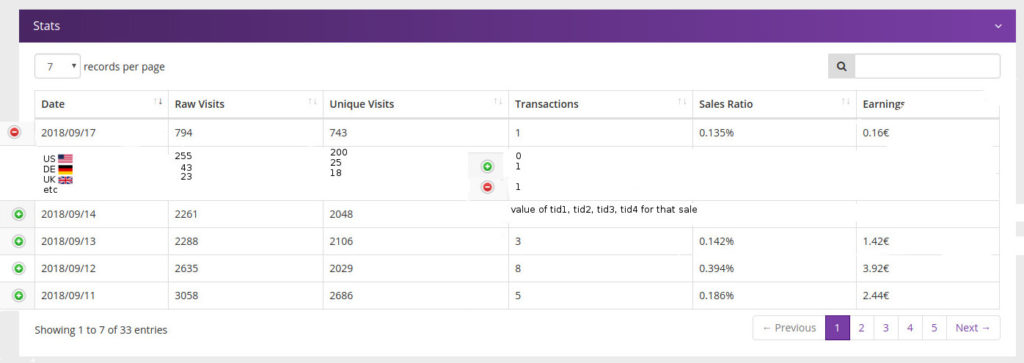 Stats
7 records per page
Date Raw Visits Unique Visits Transactions Sales Ratio Earnings
2018/09/17 794 743 1 0.135% 0.16€
US 255 200 0
DE 43 25 1
UK 23 18 1
etc
2018/09/14 2261 2048 value of tid1, tid2, tid3, tid4 for that sale
2018/09/13 2288 2106 3 0.142% 1.42€
2018/09/12 2635 2029 8 0.394% 3.92€
2018/09/11 3058 2686 5 0.186% 2.44€
Showing 1 to 7 of 33 entries ← Previous 1 2 3 4 5 Next →